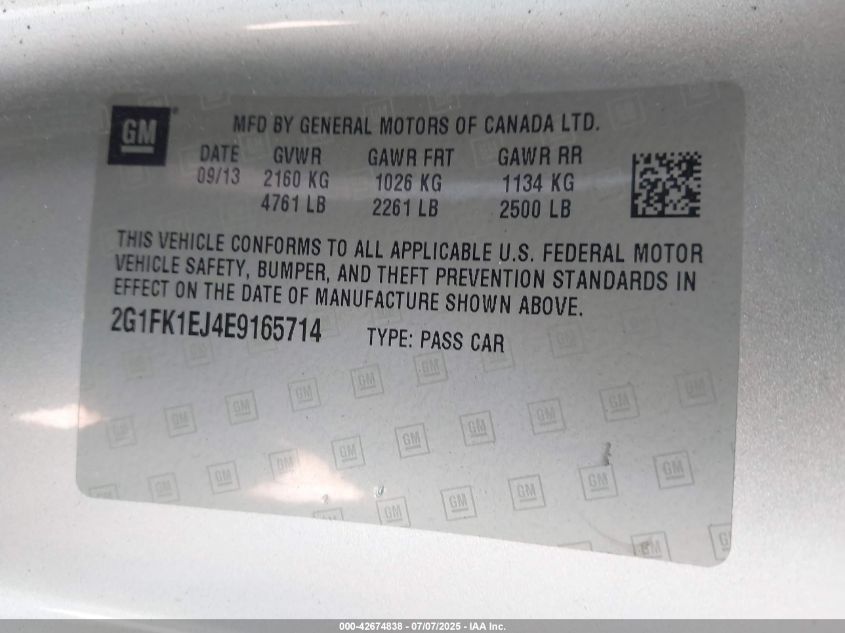 GM
MFD BY GENERAL MOTORS OF CANADA LTD.
DATE GVWR GAWR FRT GAWR RR
09/13 2160 KG 1026 KG 1134 KG
4761 LB 2261 LB 2500 LB
THIS VEHICLE CONFORMS TO ALL APPLICABLE U.S. FEDERAL MOTOR
VEHICLE SAFETY, BUMPER, AND THEFT PREVENTION STANDARDS IN
EFFECT ON THE DATE OF MANUFACTURE SHOWN ABOVE.
2G1FK1EJ4E9165714 TYPE: PASS CAR
000-42674838 - 07/07/2025 - IAA Inc.